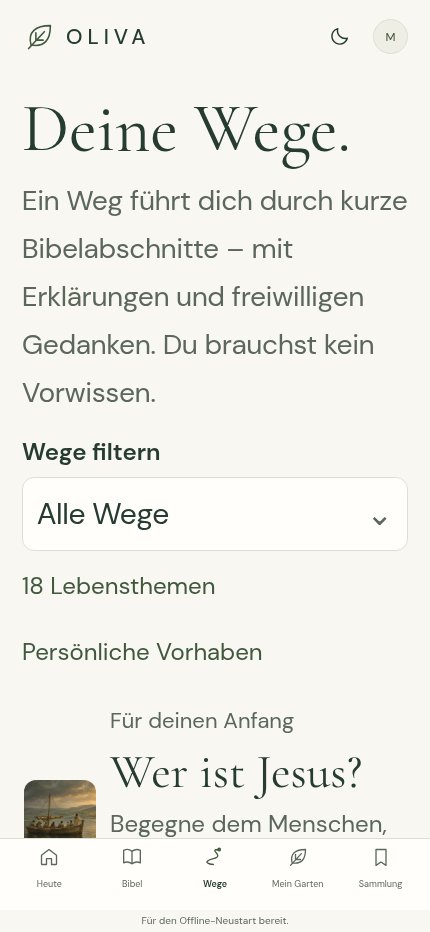 OLIVA
M
Deine Wege.
Ein Weg führt dich durch kurze
Bibelabschnitte – mit
Erklärungen und freiwilligen
Gedanken. Du brauchst kein
Vorwissen.
Wege filtern
Alle Wege
18 Lebensthemen
Persönliche Vorhaben
Für deinen Anfang
Wer ist Jesus?
Begegne dem Menschen,
Heute
Bibel
Wege
Mein Garten
Sammlung
Für den Offline-Neustart bereit.